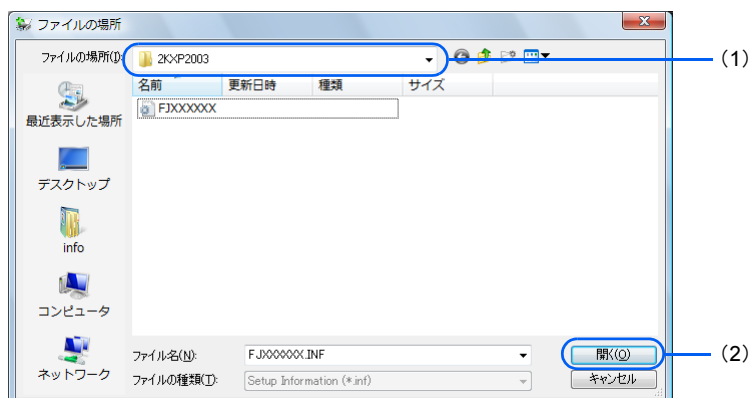 ファイルの場所
ファイルの場所(I):
2KXP2003
(1)
名前 更新日時 種類 サイズ
FJXXXXXX
最近表示した場所
デスクトップ
info
コンピュータ
ネットワーク
ファイル名(N): FJXXXXXX.INF 開く(O) (2)
ファイルの種類(T): Setup Information (*.inf) キャンセル